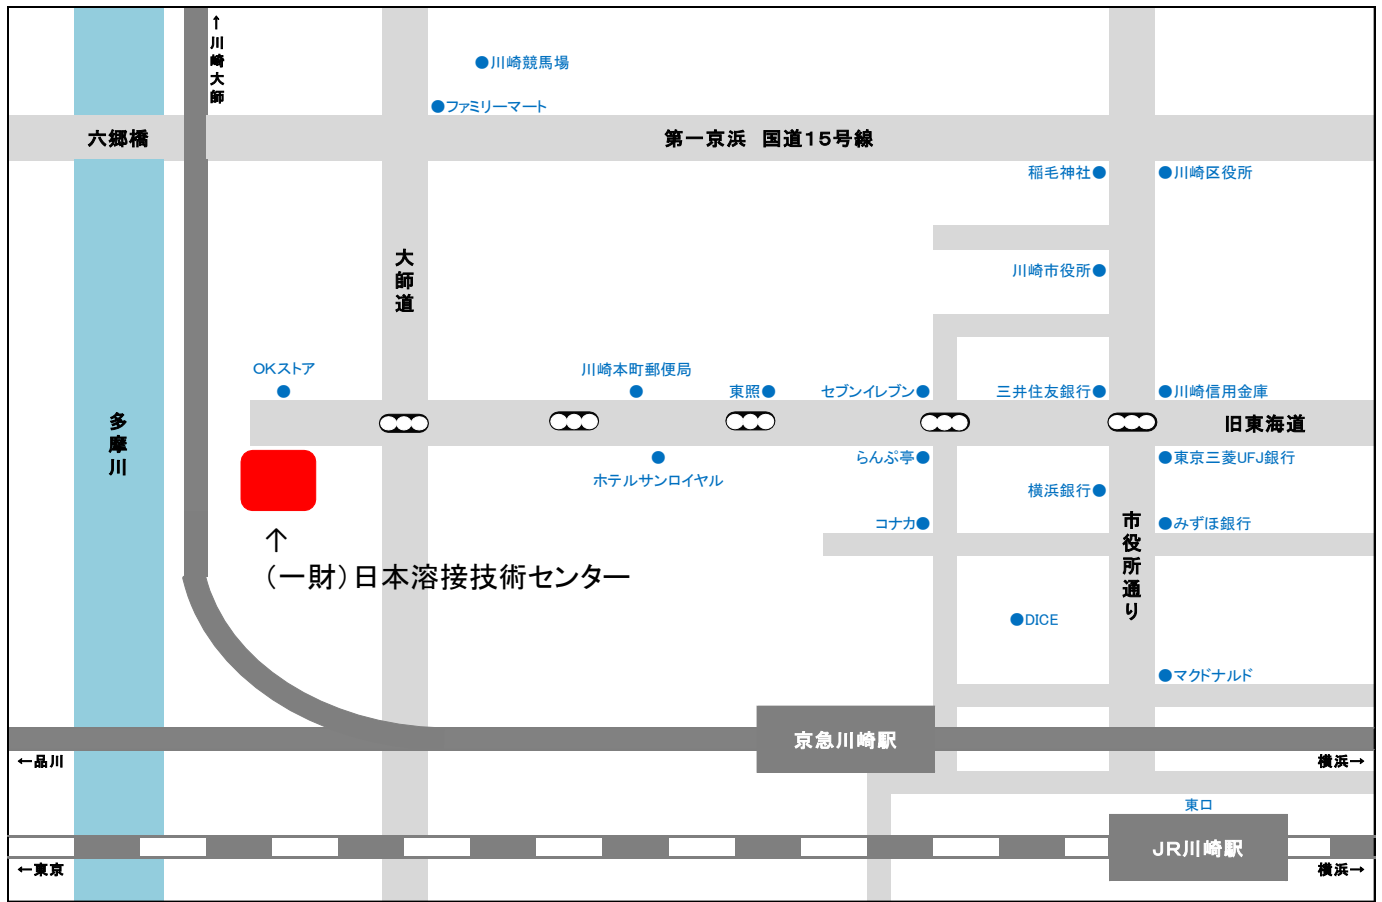 ↑川崎大師
●川崎競馬場
●ファミリーマート
六郷橋
第一京浜　国道15号線
稲毛神社●
●川崎区役所
大師道
川崎市役所●
OKストア
川崎本町郵便局
東照●
セブンイレブン●
三井住友銀行●
●川崎信用金庫
旧東海道
多摩川
らんぷ亭●
●東京三菱UFJ銀行
ホテルサンロイヤル
横浜銀行●
コナカ●
市役所通り
●みずほ銀行
↑
（一財）日本溶接技術センター
●DICE
●マクドナルド
京急川崎駅
←品川
横浜→
東口
JR川崎駅
←東京
横浜→